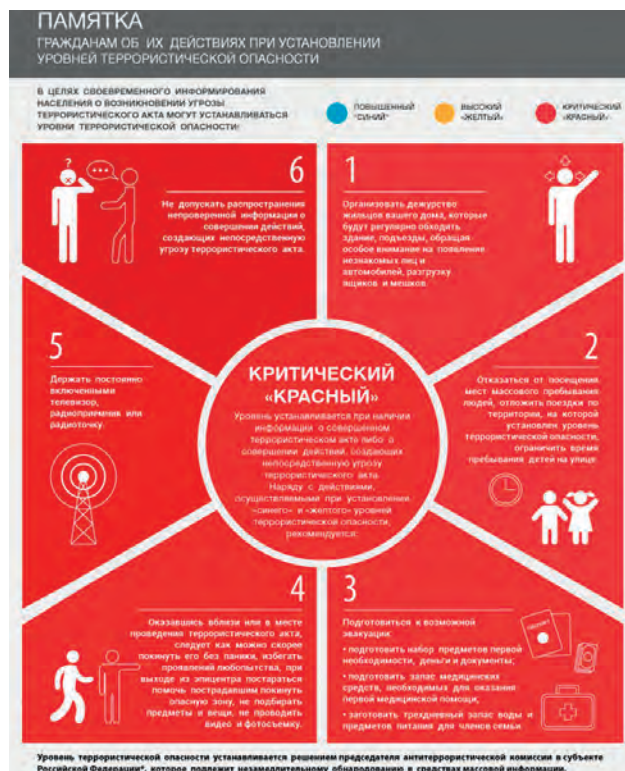 ПАМЯТКА
ГРАЖДАНАМ ОБ ИХ ДЕЙСТВИЯХ ПРИ УСТАНОВЛЕНИИ
УРОВНЕЙ ТЕРРОРИСТИЧЕСКОЙ ОПАСНОСТИ
В ЦЕЛЯХ СВОЕВРЕМЕННОГО ИНФОРМИРОВАНИЯ
НАСЕЛЕНИЯ О ВОЗНИКНОВЕНИИ УГРОЗЫ
ТЕРРОРИСТИЧЕСКОГО АКТА МОГУТ УСТАНАВЛИВАТЬСЯ
УРОВНИ ТЕРРОРИСТИЧЕСКОЙ ОПАСНОСТИ:
ПОВЫШЕННЫЙ
"СИНИЙ"
ВЫСОКИЙ
«ЖЕЛТЫЙ»
КРИТИЧЕСКИЙ
«КРАСНЫЙ»
1
Организовать дежурство
жильцов вашего дома, которые
будут регулярно обходить
здание, подъезды, обращая
особое внимание на появление
незнакомых лиц и
автомобилей, разгрузку
ящиков и мешков.
2
Отказаться от посещения
мест массового пребывания
людей, отложить поездки по
территории, на которой
установлен уровень
террористической опасности,
ограничить время
пребывания детей на улице.
3
Подготовиться к возможной
эвакуации:
• подготовить набор предметов первой
необходимости, деньги и документы;
• подготовить запас медицинских
средств, необходимых для оказания
первой медицинской помощи;
• заготовить трехдневный запас воды и
предметов питания для членов семьи.
4
Оказавшись вблизи или в месте
проведения террористического акта,
следует как можно скорее
покинуть его без паники, избегать
проявлений любопытства, при
выходе из эпицентра постараться
помочь пострадавшим покинуть
опасную зону, не подбирать
предметы и вещи, не проводить
видео и фотосъемку.
5
Держать постоянно
включенными
телевизор,
радиоприемник или
радиоточку.
6
Не допускать распространения
непроверенной информации о
совершении действий,
создающих непосредственную
угрозу террористического акта.
КРИТИЧЕСКИЙ
«КРАСНЫЙ»
Уровень устанавливается при наличии
информации о совершенном
террористическом акте либо о
совершении действий, создающих
непосредственную угрозу
террористического акта.
Наряду с действиями,
осуществляемыми при установлении
«синего» и «желтого» уровней
террористической опасности,
рекомендуется:
Уровень террористической опасности устанавливается решением председателя антитеррористической комиссии в субъекте
Российской Федерации*, которое подлежит незамедлительному обнародованию в средствах массовой информации.